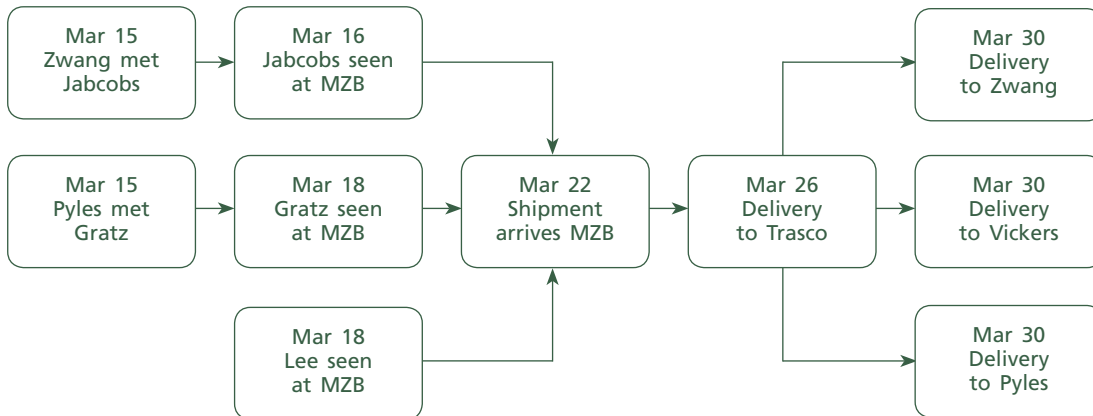 Mar 15
Zwang met
Jabcobs
Mar 16
Jabcobs seen
at MZB
Mar 30
Delivery
to Zwang
Mar 15
Pyles met
Gratz
Mar 18
Gratz seen
at MZB
Mar 22
Shipment
arrives MZB
Mar 26
Delivery
to Trasco
Mar 30
Delivery
to Vickers
Mar 18
Lee seen
at MZB
Mar 30
Delivery
to Pyles